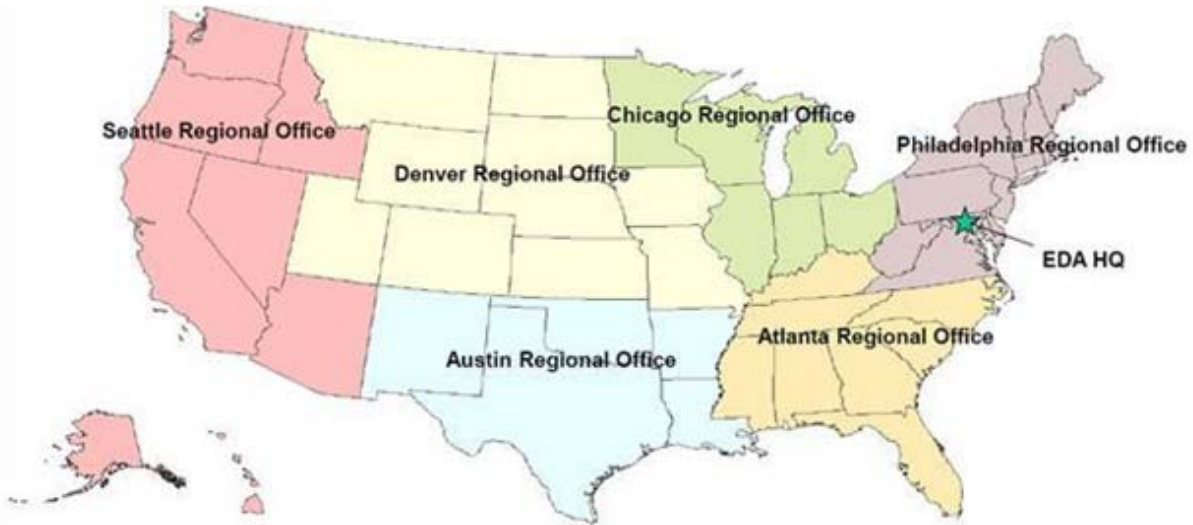 Chicago Regional Office
Seattle Regional Office
Philadelphia Regional Office
Denver Regional Office
EDA HQ
Atlanta Regional Office
Austin Regional Office